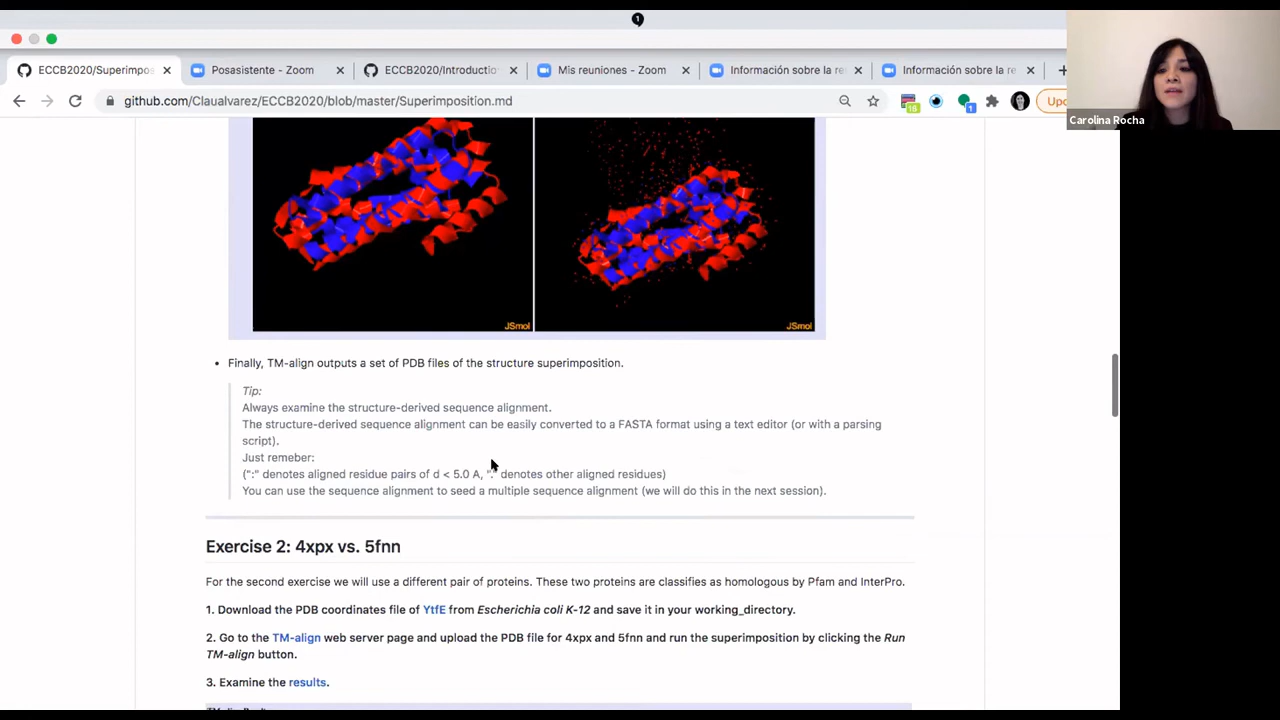 1
ECCB2020/Superimpos
Posasistente - Zoom
ECCB2020/Introductio
Mis reuniones - Zoom
Información sobre la re
Información sobre la re
github.com/Claualvarez/ECCB2020/blob/master/Superimposition.md
18
1
Upd
Carolina Rocha
JSmol
JSmol
• Finally, TM-align outputs a set of PDB files of the structure superimposition.
Tip:
Always examine the structure-derived sequence alignment.
The structure-derived sequence alignment can be easily converted to a FASTA format using a text editor (or with a parsing
script).
Just remeber:
(":" denotes aligned residue pairs of d < 5.0 A, "." denotes other aligned residues)
You can use the sequence alignment to seed a multiple sequence alignment (we will do this in the next session).
Exercise 2: 4xpx vs. 5fnn
For the second exercise we will use a different pair of proteins. These two proteins are classifies as homologous by Pfam and InterPro.
1. Download the PDB coordinates file of YtfE from Escherichia coli K-12 and save it in your working_directory.
2. Go to the TM-align web server page and upload the PDB file for 4xpx and 5fnn and run the superimposition by clicking the Run
TM-align button.
3. Examine the results.